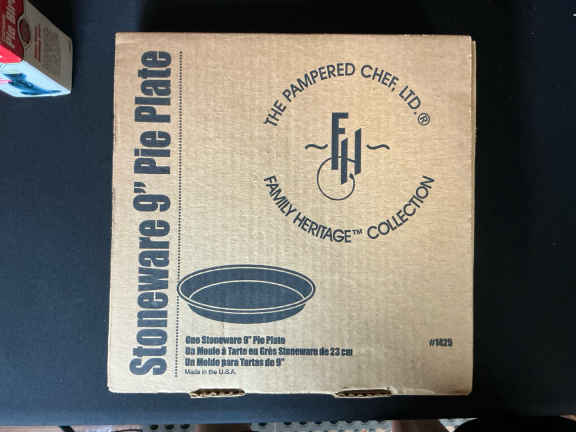 Stoneware 9" Pie Plate
THE PAMPERED CHEF, LTD.®
FH
FAMILY HERITAGE™ COLLECTION
One Stoneware 9" Pie Plate
Un Moule à Tarte en Grès Stoneware de 23 cm
Un Molde para Tartas de 9"
Made in the U.S.A.
#1425